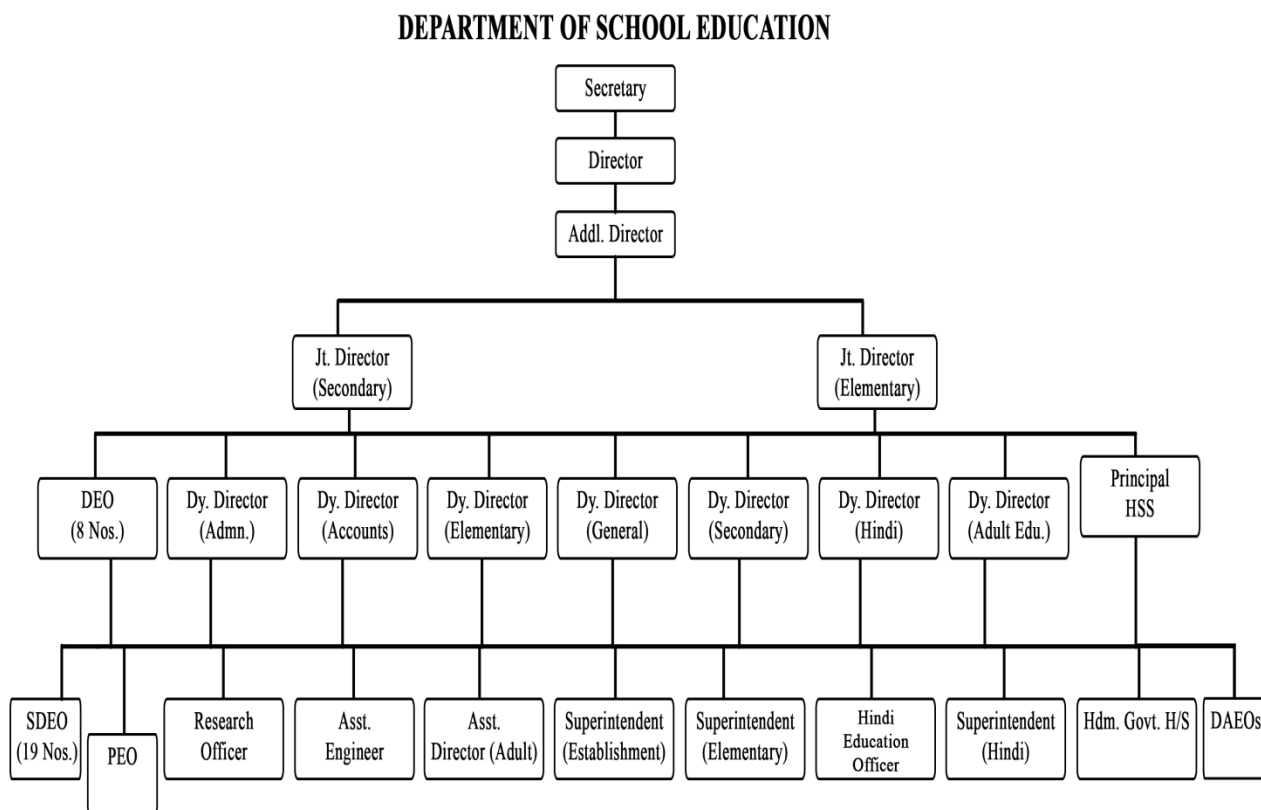 DEPARTMENT OF SCHOOL EDUCATION
Secretary
Director
Addl. Director
Jt. Director
(Secondary)
Jt. Director
(Elementary)
DEO
(8 Nos.)
Dy. Director
(Admn.)
Dy. Director
(Accounts)
Dy. Director
(Elementary)
Dy. Director
(General)
Dy. Director
(Secondary)
Dy. Director
(Hindi)
Dy. Director
(Adult Edu.)
Principal
HSS
SDEO
(19 Nos.)
PEO
Research
Officer
Asst.
Engineer
Asst.
Director (Adult)
Superintendent
(Establishment)
Superintendent
(Elementary)
Hindi
Education
Officer
Superintendent
(Hindi)
Hdm. Govt. H/S
DAEOs